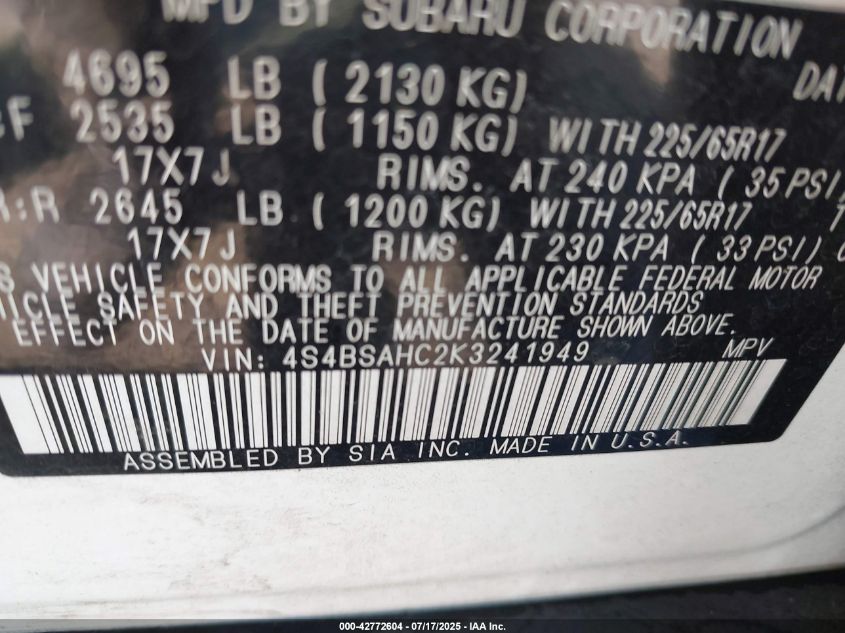 MFD BY SUBARU CORPORATION
4695 LB ( 2130 KG)
F 2535 LB ( 1150 KG) WITH 225/65R17
17X7J RIMS. AT 240 KPA ( 35 PSI)
:R 2645 LB ( 1200 KG) WITH 225/65R17
17X7J RIMS. AT 230 KPA ( 33 PSI)
VEHICLE CONFORMS TO ALL APPLICABLE FEDERAL MOTOR
SAFETY AND THEFT PREVENTION STANDARDS
EFFECT ON THE DATE OF MANUFACTURE SHOWN ABOVE.
VIN: 4S4BSAHC2K3241949 MPV
ASSEMBLED BY SIA INC. MADE IN U.S.A.
000-42772604 - 07/17/2025 - IAA Inc.